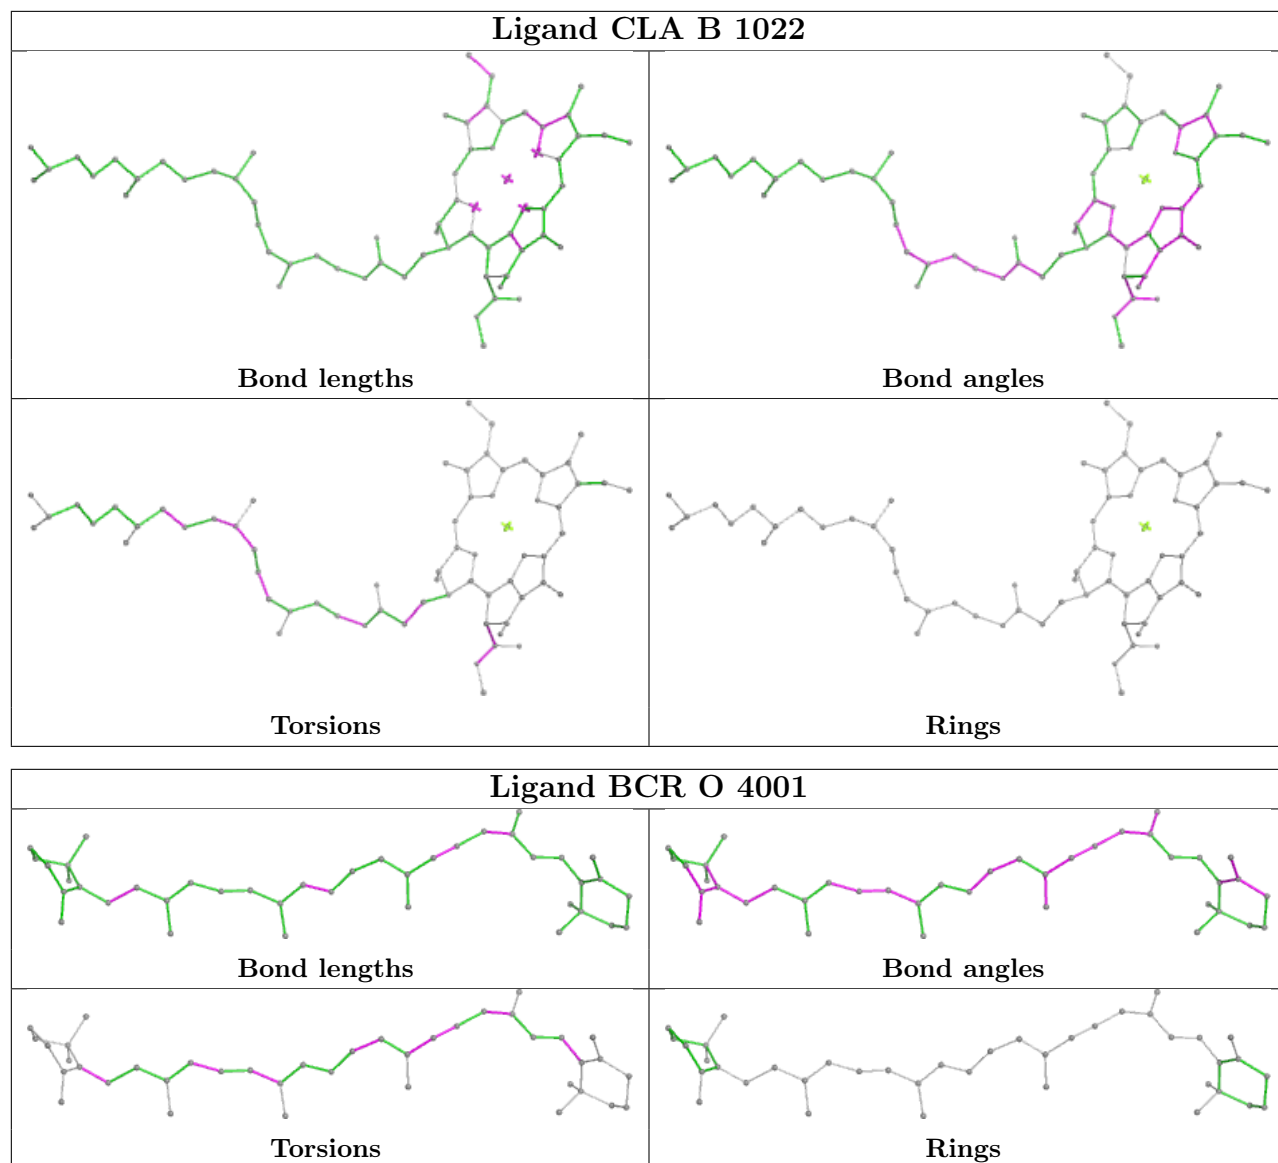 Ligand CLA B 1022
Bond lengths
Bond angles
Torsions
Rings
Ligand BCR O 4001
Bond lengths
Bond angles
Torsions
Rings